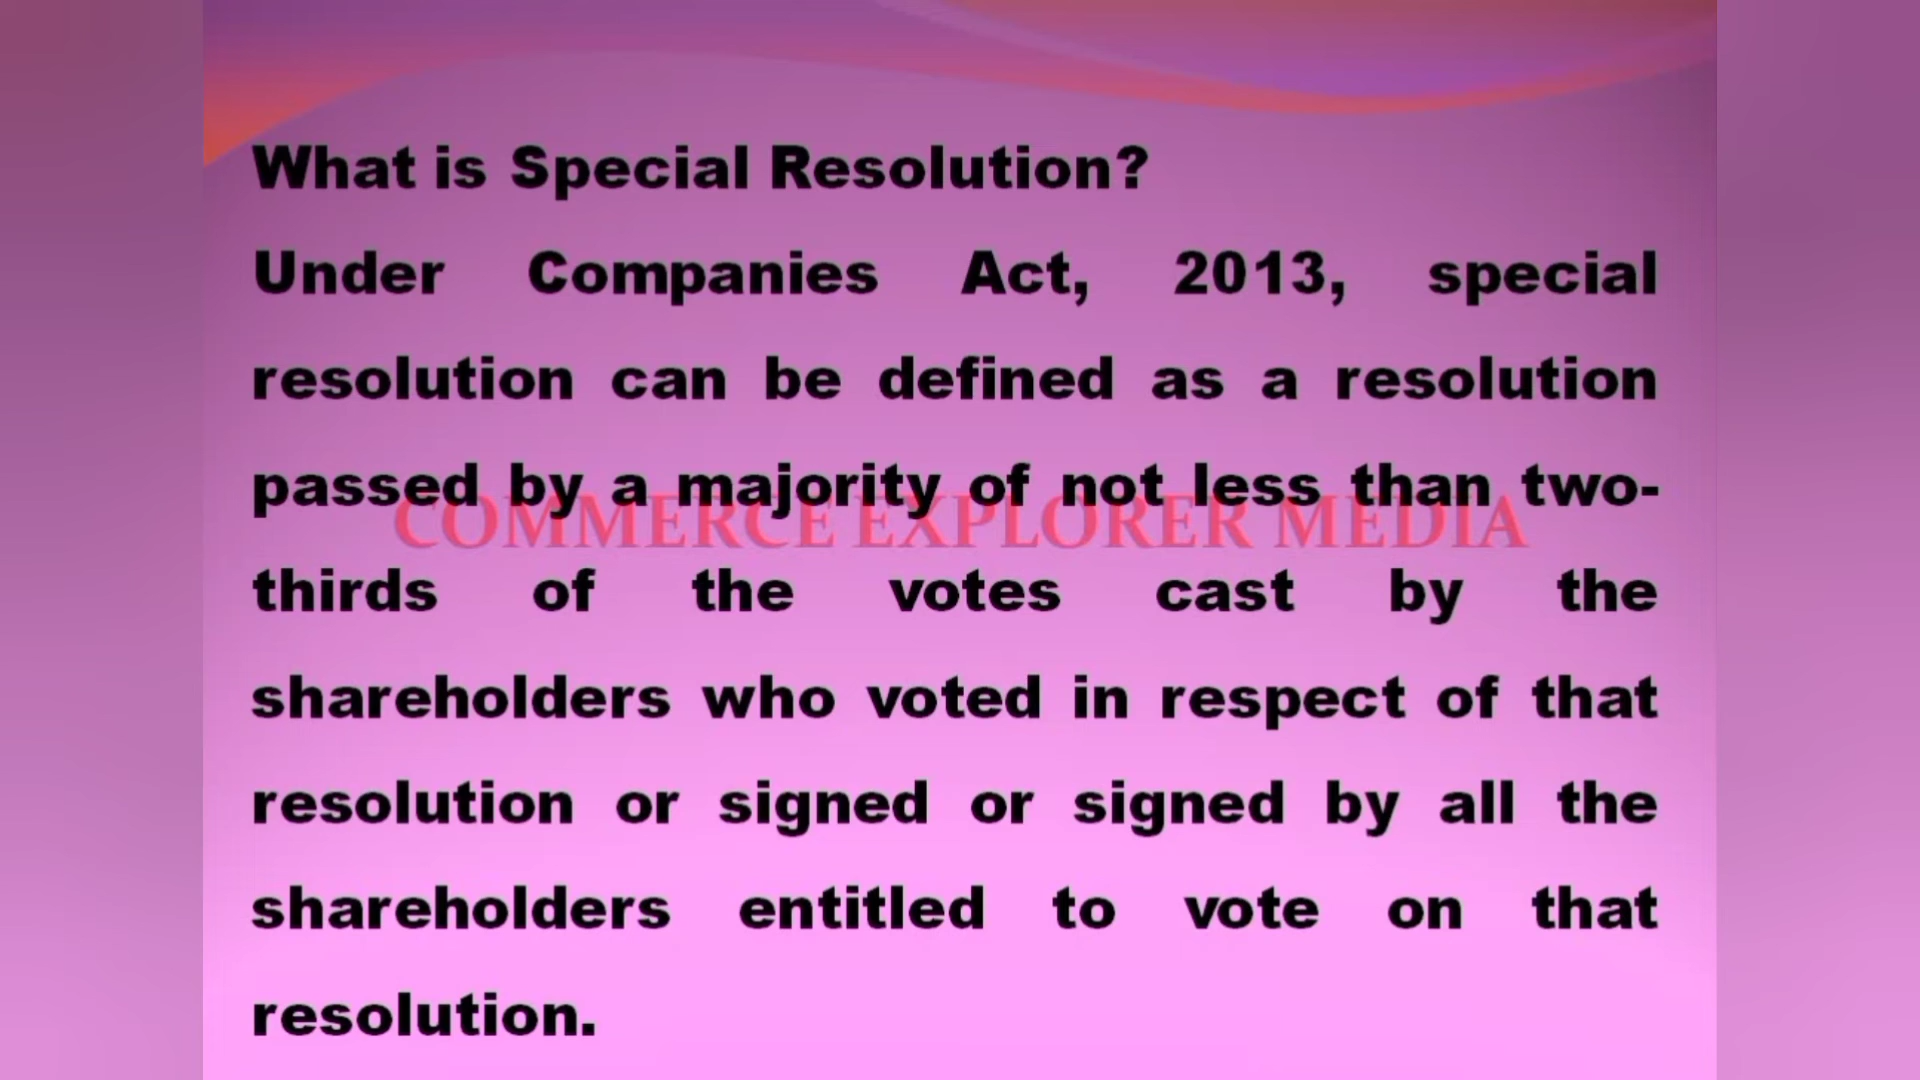 What is Special Resolution?
Under Companies Act, 2013, special
resolution can be defined as a resolution
passed by a majority of not less than two-
COMMERCE EXPLORER MEDIA
thirds of the votes cast by the
shareholders who voted in respect of that
resolution or signed or signed by all the
shareholders entitled to vote on that
resolution.